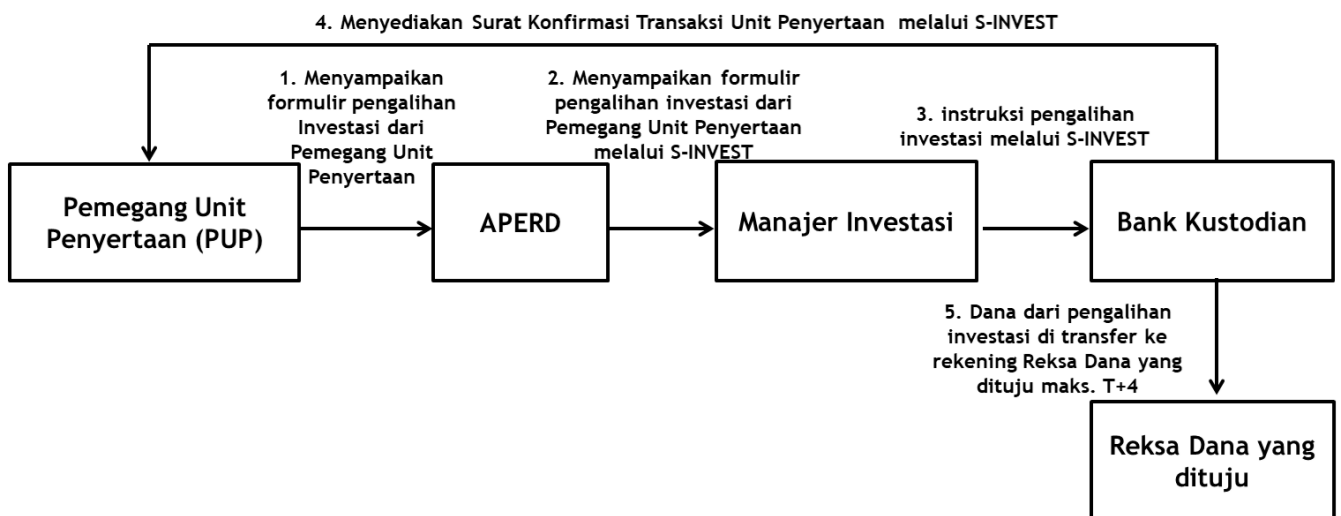 4. Menyediakan Surat Konfirmasi Transaksi Unit Penyertaan melalui S-INVEST
1. Menyampaikan
formulir pengalihan
Investasi dari
Pemegang Unit
Penyertaan
2. Menyampaikan formulir
pengalihan investasi dari
Pemegang Unit Penyertaan
melalui S-INVEST
3. instruksi pengalihan
investasi melalui S-INVEST
Pemegang Unit
Penyertaan (PUP)
APERD
Manajer Investasi
Bank Kustodian
5. Dana dari pengalihan
investasi di transfer ke
rekening Reksa Dana yang
dituju maks. T+4
Reksa Dana yang
dituju